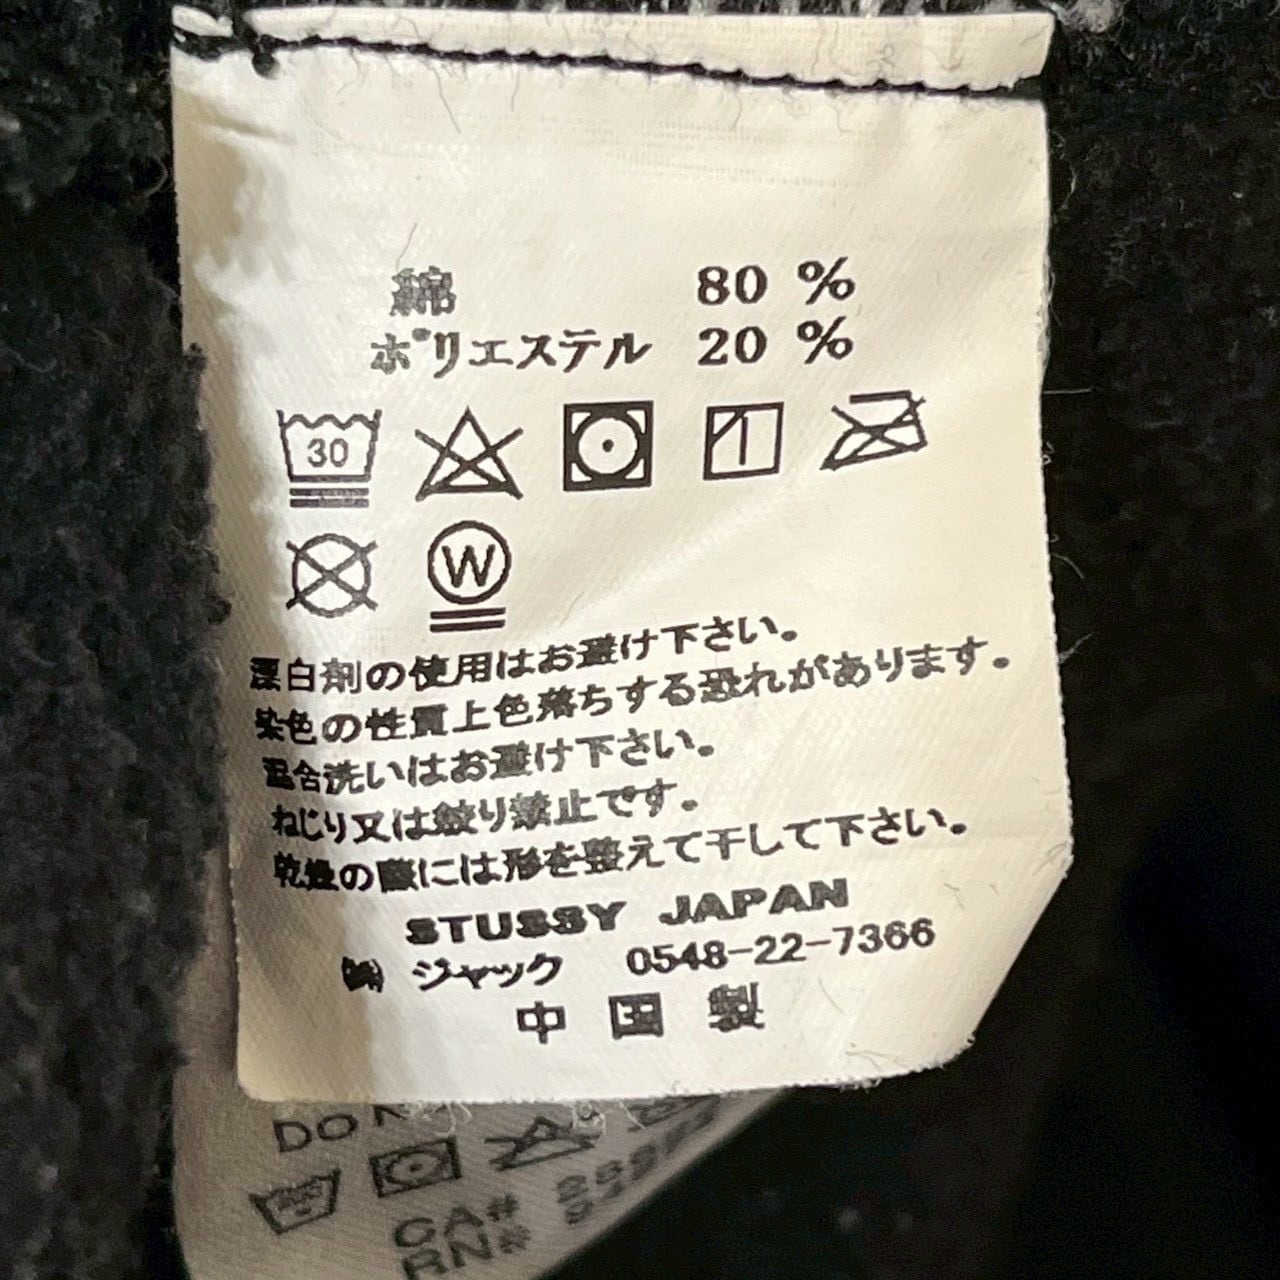 綿 80 %
ポリエステル 20 %
30
W
漂白剤の使用はお避け下さい。
染色の性質上色落ちする恐れがあります。
混合洗いはお避け下さい。
ねじり又は絞り禁止です。
乾燥の際には形を整えて干して下さい。
STUSSY JAPAN
㈱ ジャック 0548-22-7366
中国製
DO
CA#
RN#